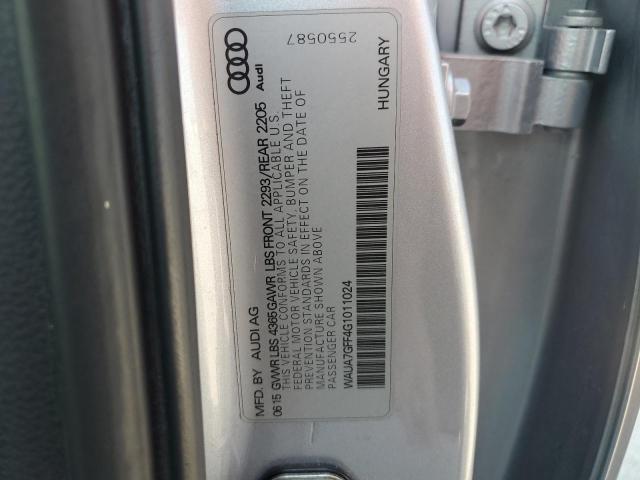 MFD. BY AUDI AG
06 15 GVWR LBS 4365 GAWR LBS FRONT 2293/REAR 2205
THIS VEHICLE CONFORMS TO ALL APPLICABLE U.S.
FEDERAL MOTOR VEHICLE SAFETY, BUMPER AND THEFT
PREVENTION STANDARDS IN EFFECT ON THE DATE OF
MANUFACTURE SHOWN ABOVE
PASSENGER CAR
WAUA7GFF4G1011024
Audi
2550587
HUNGARY